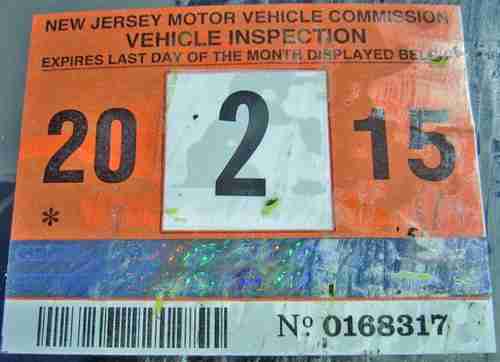 NEW JERSEY MOTOR VEHICLE COMMISSION
VEHICLE INSPECTION
EXPIRES LAST DAY OF THE MONTH DISPLAYED BELOW
20 2 15
*
Nº 0168317